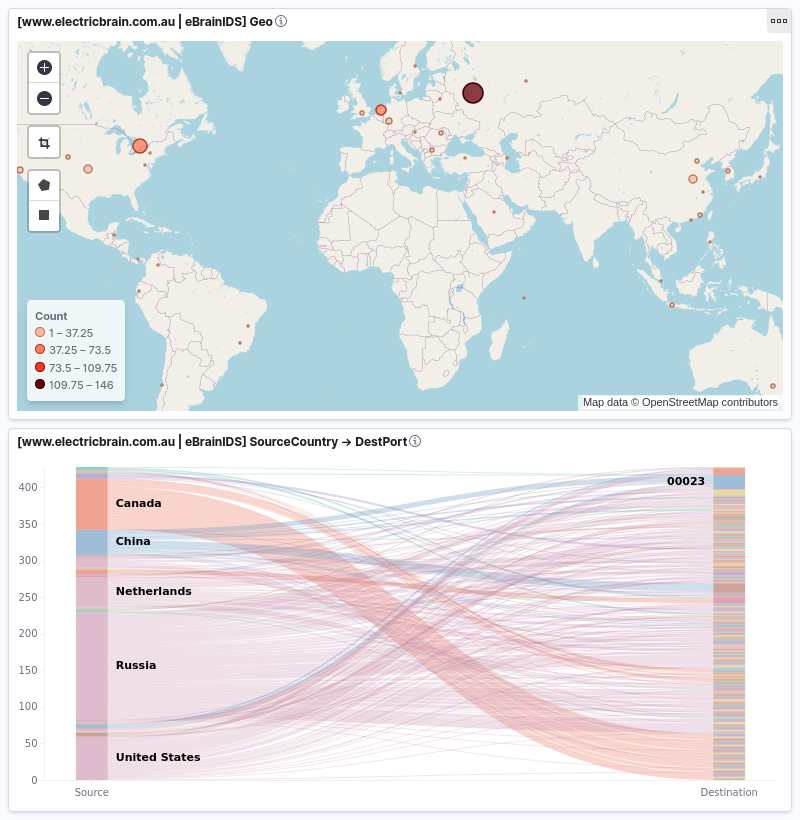 [www.electricbrain.com.au | eBrainIDS] Geo
Count
1 – 37.25
37.25 – 73.5
73.5 – 109.75
109.75 – 146
Map data © OpenStreetMap contributors
[www.electricbrain.com.au | eBrainIDS] SourceCountry → DestPort
400
350
300
250
200
150
100
50
0
Canada
China
Netherlands
Russia
United States
00023
Source
Destination